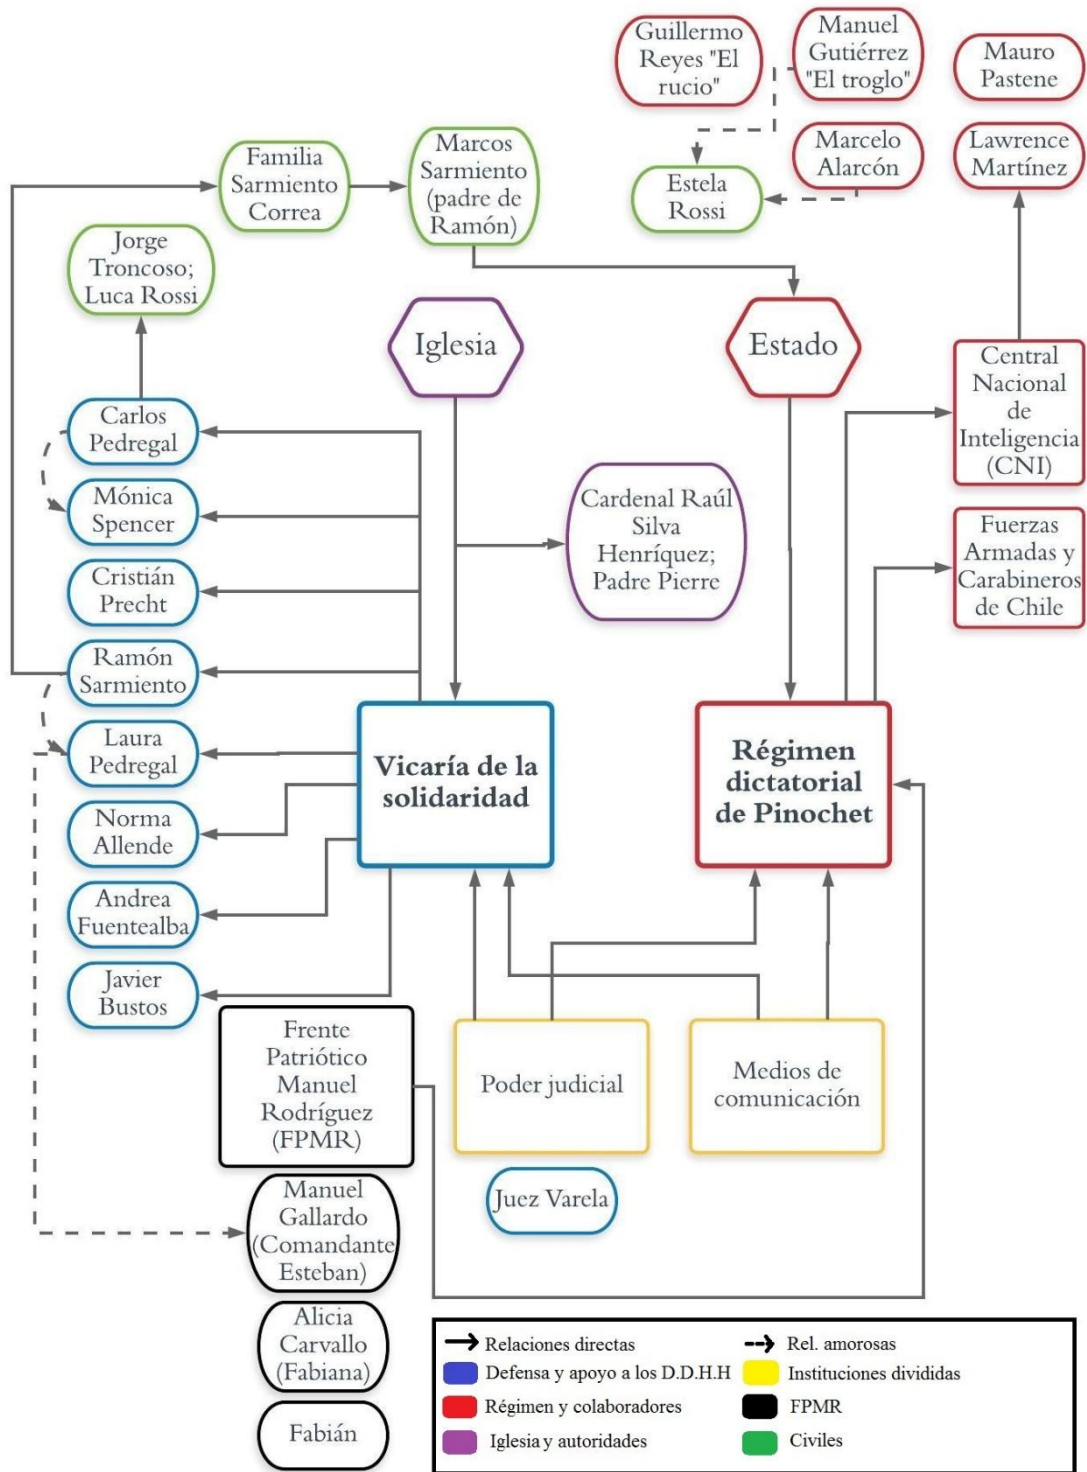 Guillermo
Reyes "El
rucio"
Manuel
Gutiérrez
"El troglo"
Mauro
Pastene
Familia
Sarmiento
Correa
Marcos
Sarmiento
(padre de
Ramón)
Estela
Rossi
Marcelo
Alarcón
Lawrence
Martínez
Jorge
Troncoso;
Luca Rossi
Iglesia
Estado
Central
Nacional
de
Inteligencia
(CNI)
Carlos
Pedregal
Mónica
Spencer
Cardenal Raúl
Silva
Henríquez;
Padre Pierre
Fuerzas
Armadas y
Carabineros
de Chile
Cristián
Precht
Ramón
Sarmiento
Laura
Pedregal
Vicaría de la
solidaridad
Régimen
dictatorial
de Pinochet
Norma
Allende
Andrea
Fuentealba
Javier
Bustos
Frente
Patriótico
Manuel
Rodríguez
(FPMR)
Poder judicial
Medios de
comunicación
Juez Varela
Manuel
Gallardo
(Comandante
Esteban)
Alicia
Carvallo
(Fabiana)
Fabián
Relaciones directas
Rel. amorosas
Defensa y apoyo a los D.D.H.H
Instituciones divididas
Régimen y colaboradores
FPMR
Iglesia y autoridades
Civiles